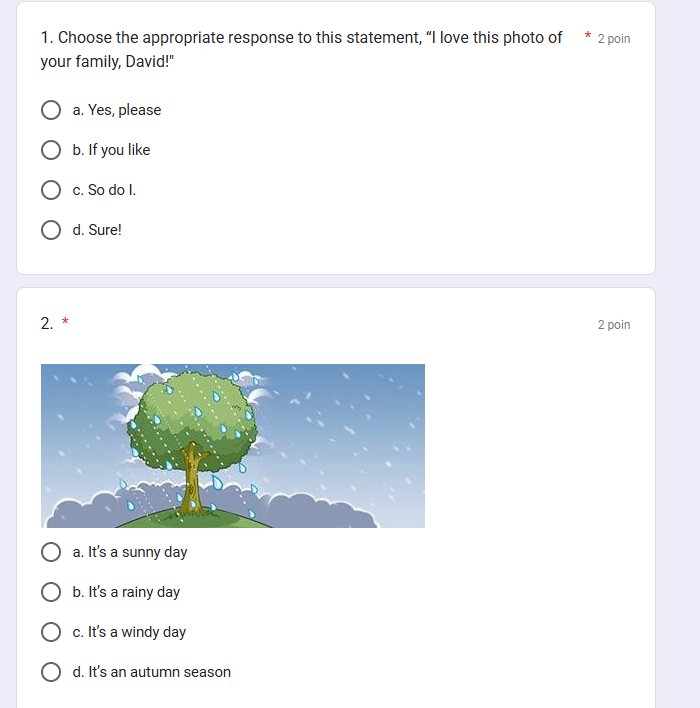 1. Choose the appropriate response to this statement, “I love this photo of * 2 poin
your family, David!"
a. Yes, please
b. If you like
c. So do I.
d. Sure!
2. * 2 poin
a. It's a sunny day
b. It's a rainy day
c. It's a windy day
d. It's an autumn season